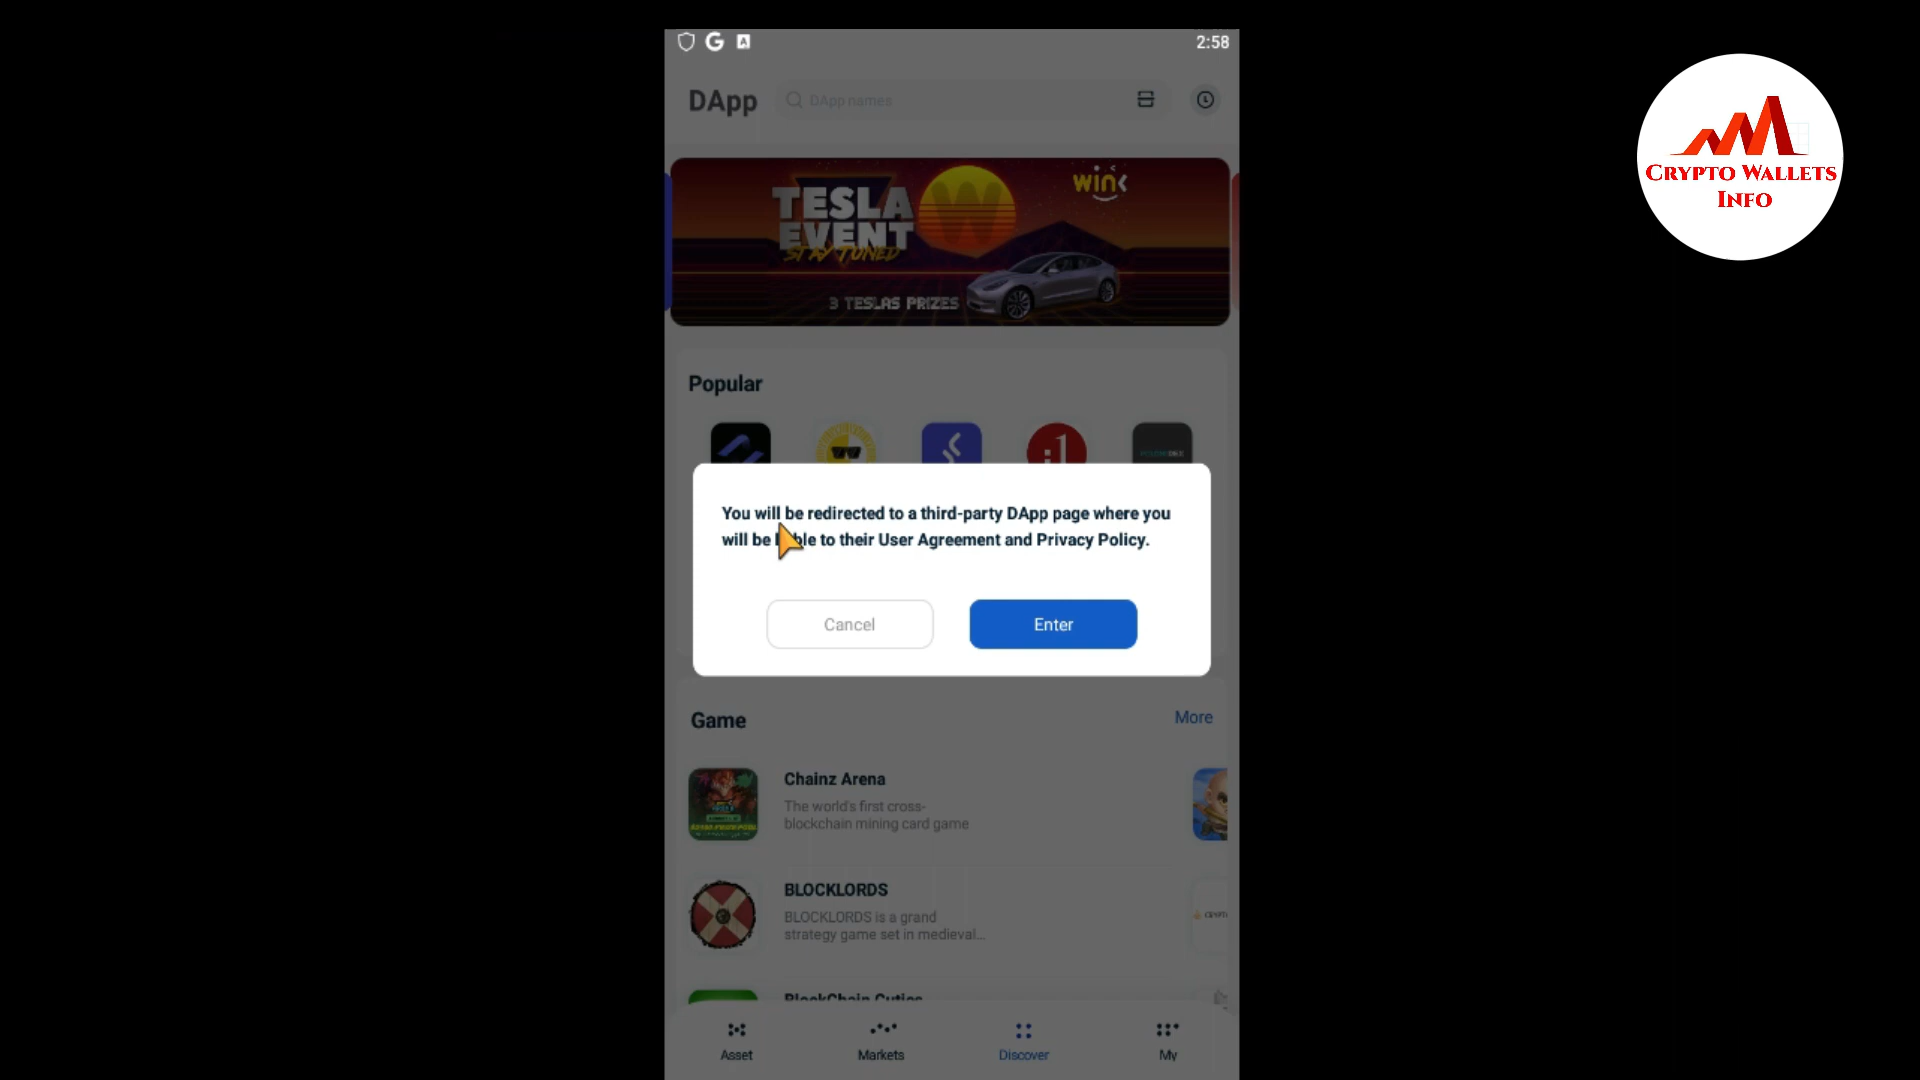 2:58
DApp
DApp names
TESLA
EVENT
STAY TUNED
3 TESLAS PRIZES
wink
CRYPTO WALLETS
INFO
Popular
You will be redirected to a third-party DApp page where you
will be to their User Agreement and Privacy Policy.
Cancel
Enter
Game
More
Chainz Arena
The world's first cross-
blockchain mining card game
BLOCKLORDS
BLOCKLORDS is a grand
strategy game set in medieval...
BlockChain Cuties
Asset
Markets
Discover
My